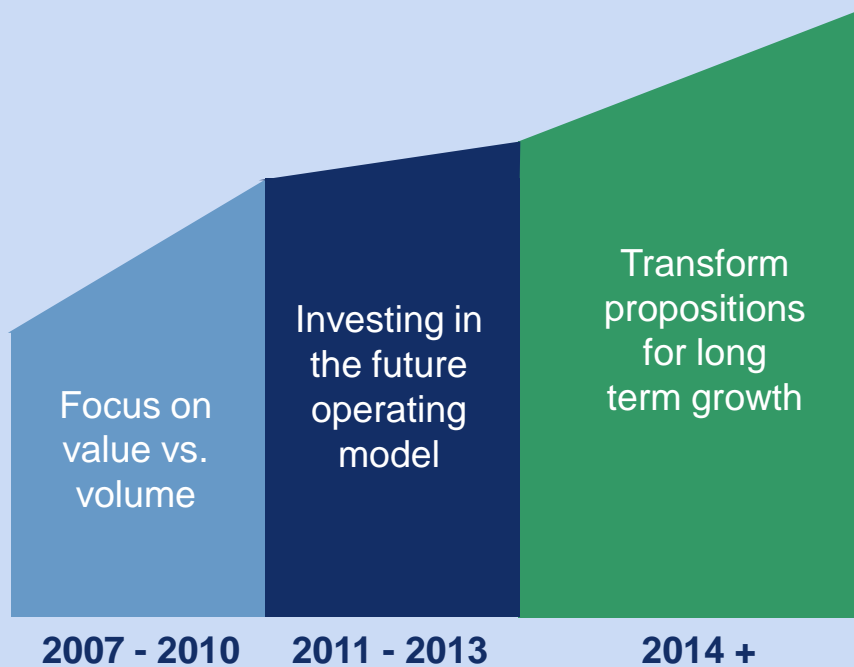 Focus on
value vs.
volume
Investing in
the future
operating
model
Transform
propositions
for long
term growth
2007 - 2010
2011 - 2013
2014 +